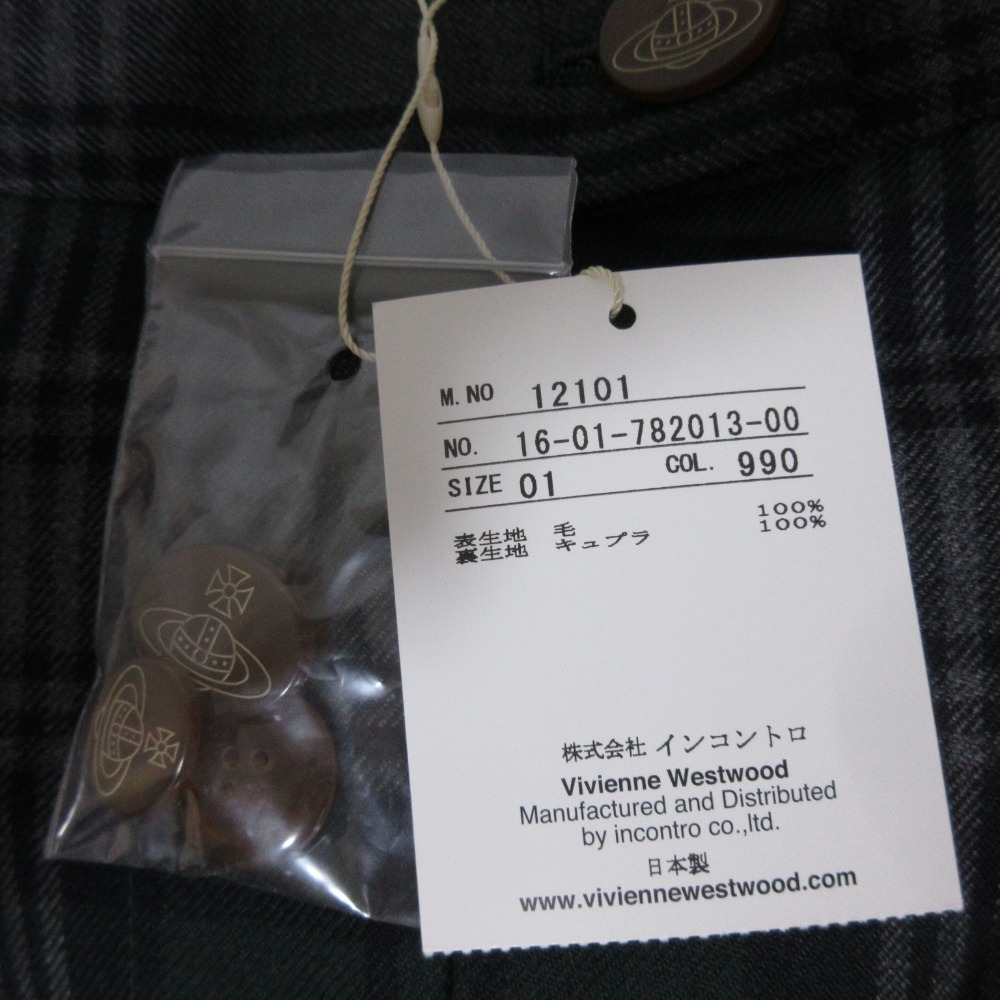 M.NO 12101
NO. 16-01-782013-00
SIZE 01 COL. 990
表生地 毛 100%
裏生地 キュプラ 100%
株式会社 インコントロ
Vivienne Westwood
Manufactured and Distributed
by incontro co.,ltd.
日本製
www.viviennewestwood.com